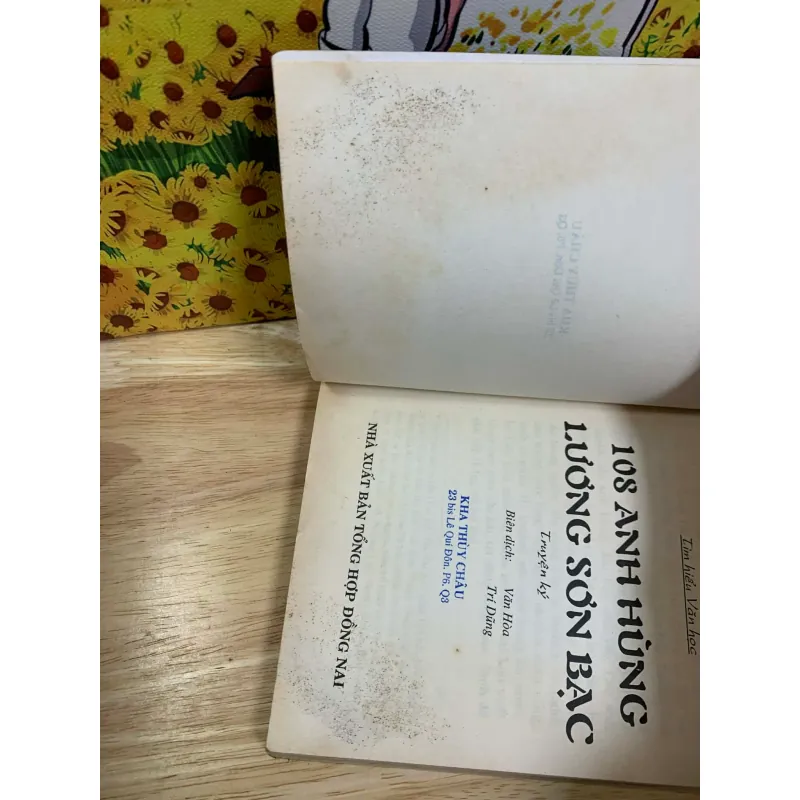 Tìm hiểu Văn học
108 ANH HÙNG
LƯƠNG SƠN BẠC
Truyện ký
Biên dịch: Văn Hòa
Trí Dũng
KHA THÙY CHÂU
23 bis Lê Quí Đôn. P6. Q3
NHÀ XUẤT BẢN TỔNG HỢP ĐỒNG NAI